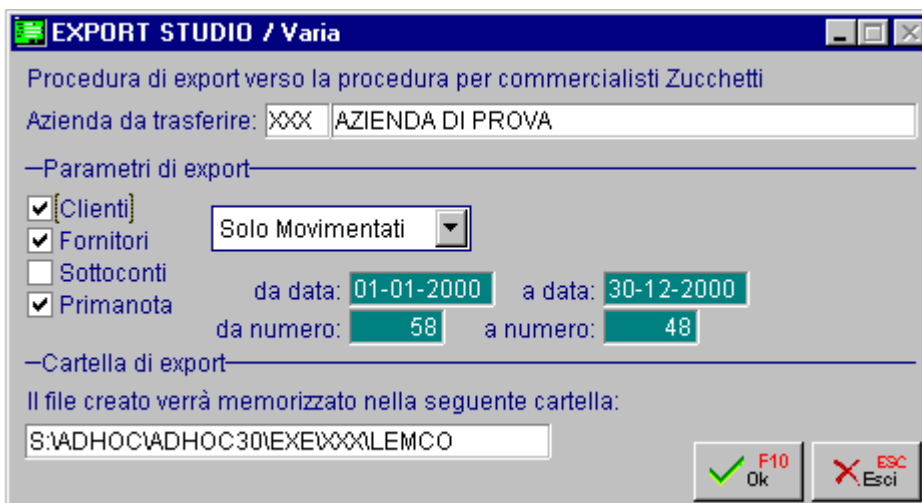 EXPORT STUDIO / Varia
Procedura di export verso la procedura per commercialisti Zucchetti
Azienda da trasferire: XXX AZIENDA DI PROVA
Parametri di export
Clienti
Solo Movimentati
Fornitori
Sottoconti
da data: 01-01-2000 a data: 30-12-2000
Primanota
da numero: 58 a numero: 48
Cartella di export
Il file creato verrà memorizzato nella seguente cartella:
S:\ADHOC\ADHOC30\EXE\XXX\LEMCO
F10
Ok
ESC
Esci